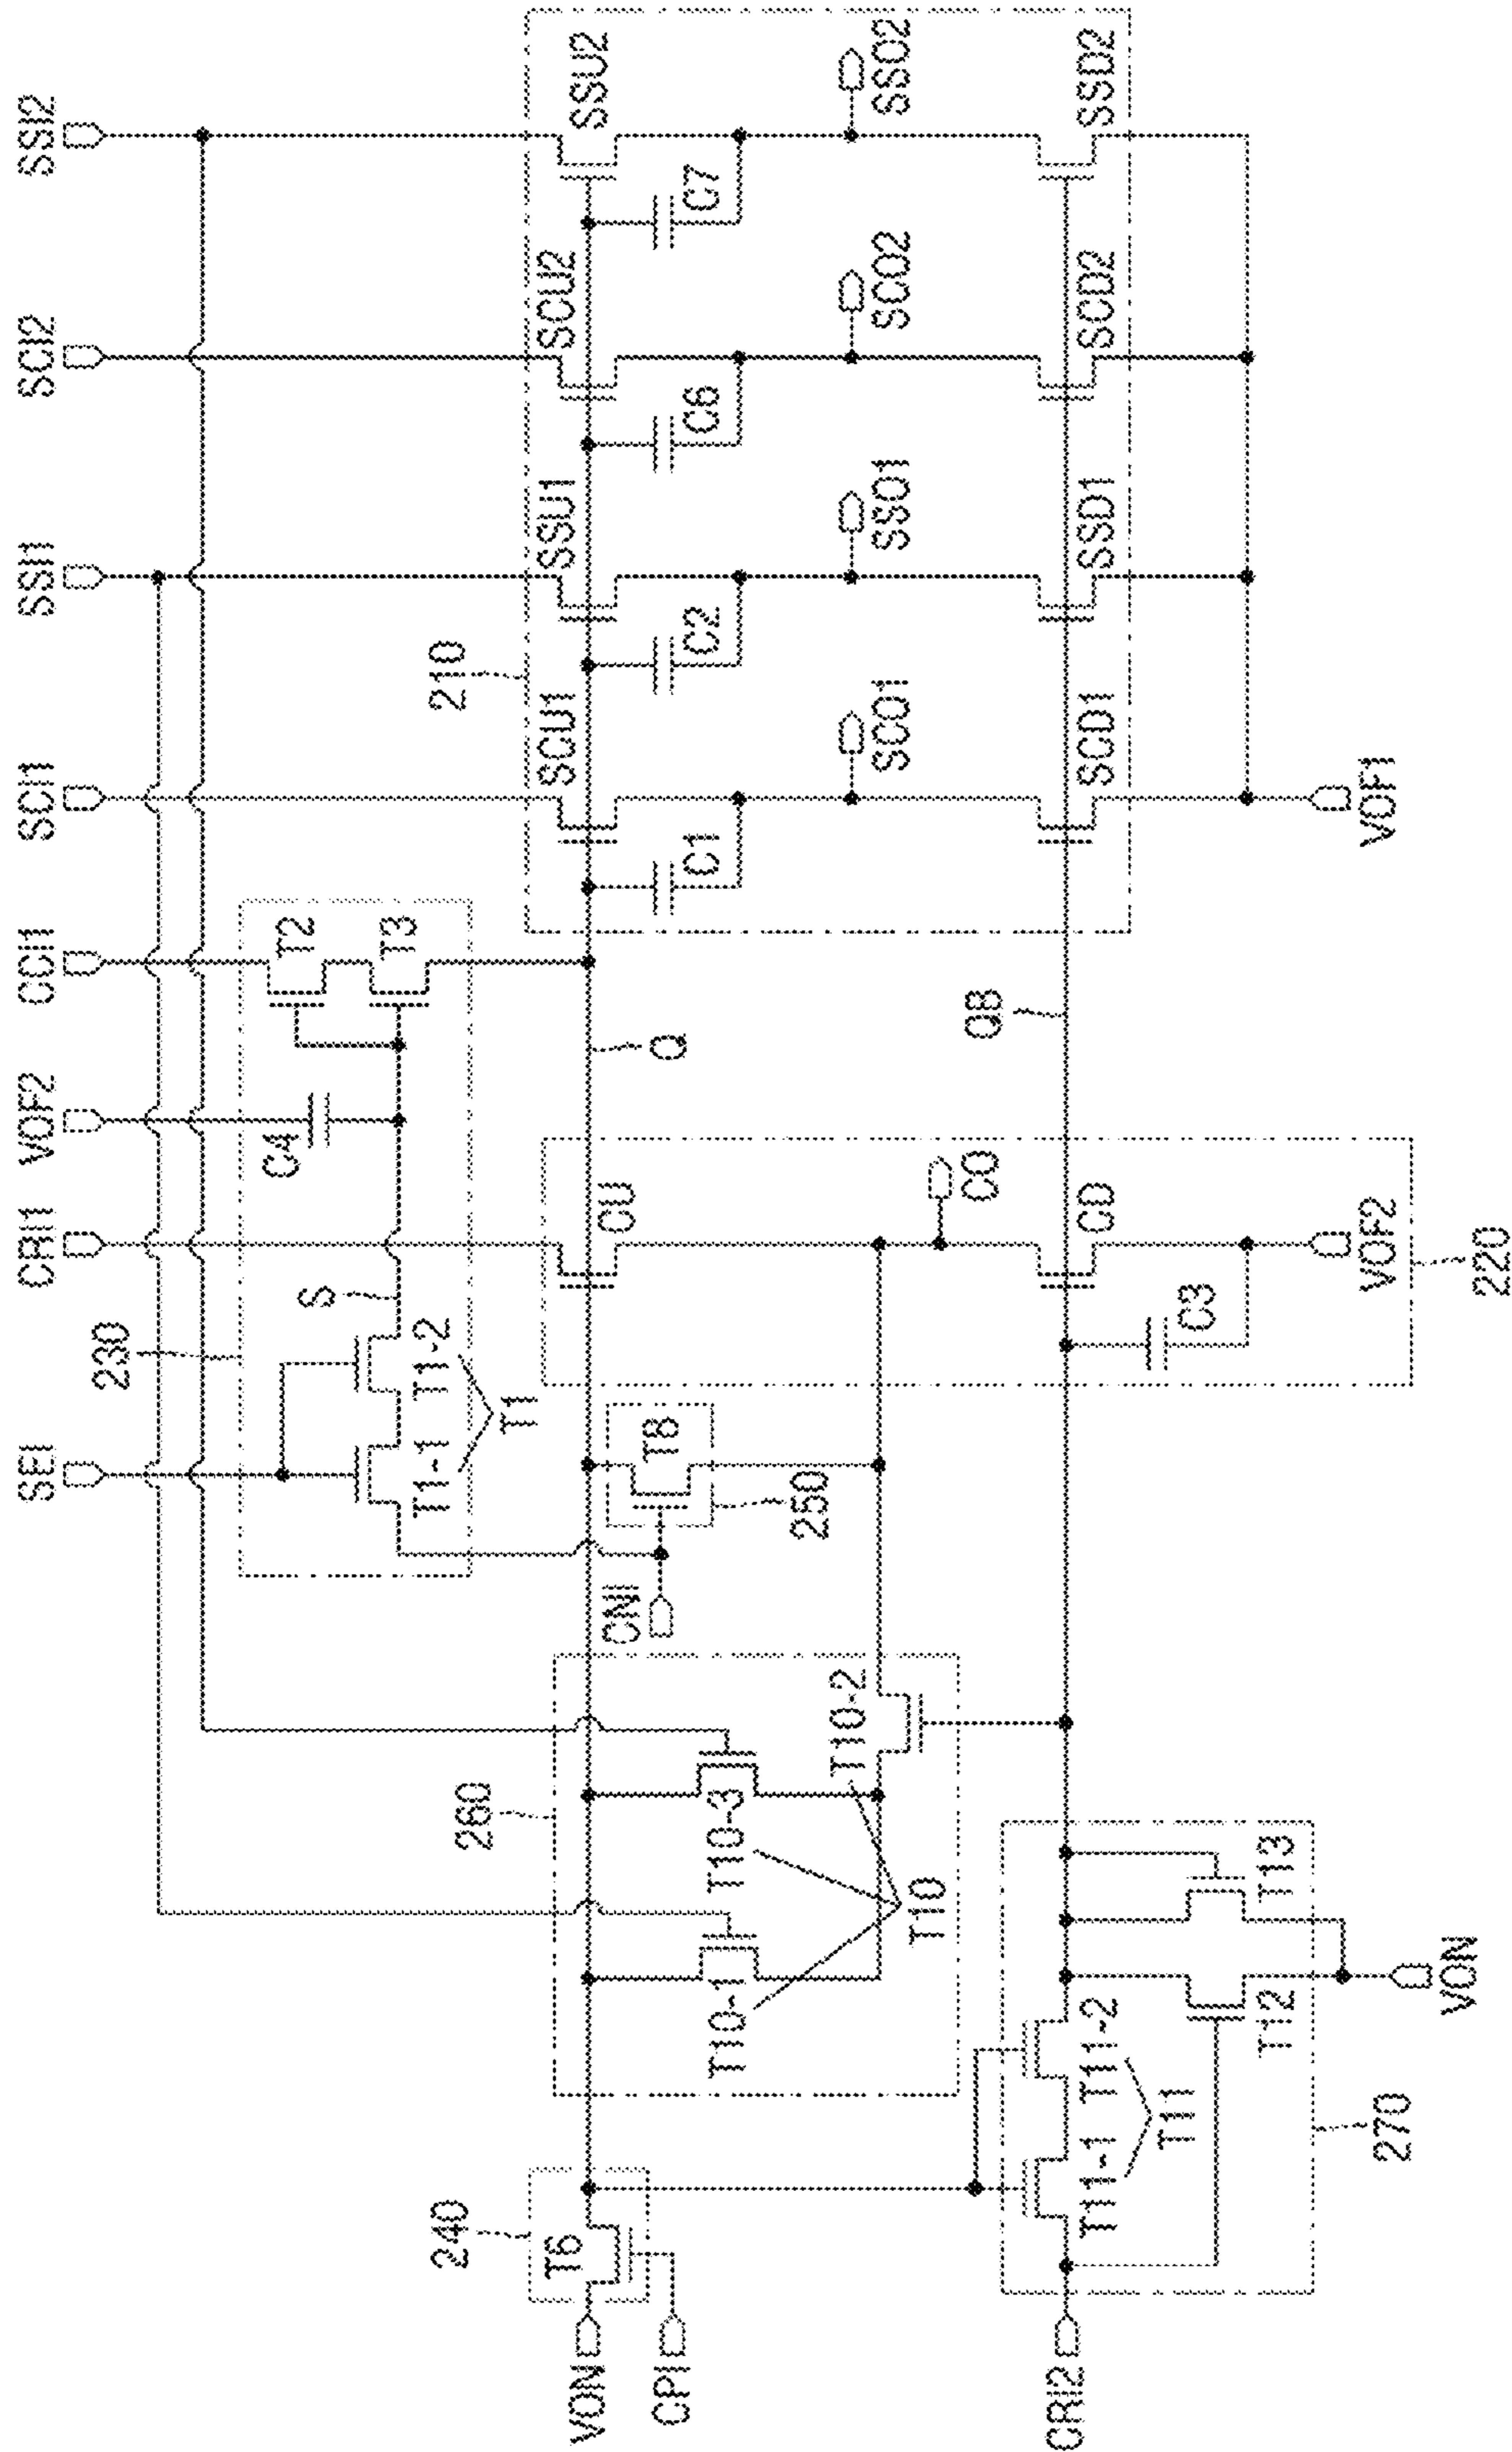 SEI
CRI1
VOF2
CCI1
SCI1
SSI1
SCI2
SSI2
230
S
C4
T2
T3
T1-1
T1-2
T1
210
240
T6
VON
CPI
260
CNI
T8
250
Q
CU
SCU1
SSU1
SCU2
SSU2
C1
C2
C6
C7
T10-1
T10-3
T10-2
T10
CO
SCO1
SSO1
SCO2
SSO2
QB
CD
SCD1
SSD1
SCD2
SSD2
CRI2
T11-1
T11-2
T11
T12
T13
270
VON
C3
VOF2
220
VOF1